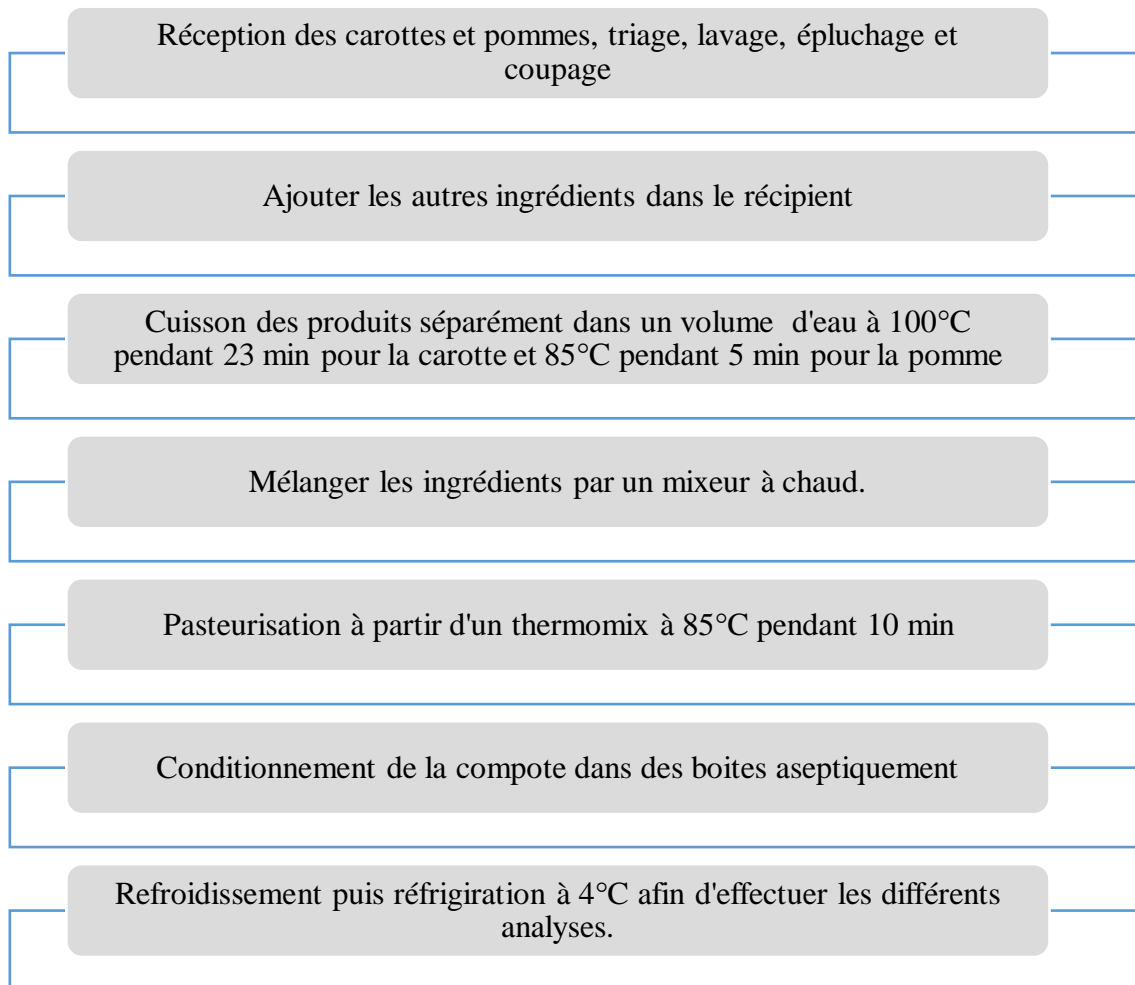 Réception des carottes et pommes, triage, lavage, épluchage et
coupage
Ajouter les autres ingrédients dans le récipient
Cuisson des produits séparément dans un volume d'eau à 100°C
pendant 23 min pour la carotte et 85°C pendant 5 min pour la pomme
Mélanger les ingrédients par un mixeur à chaud.
Pasteurisation à partir d'un thermomix à 85°C pendant 10 min
Conditionnement de la compote dans des boites aseptiquement
Refroidissement puis réfrigiration à 4°C afin d'effectuer les différents
analyses.